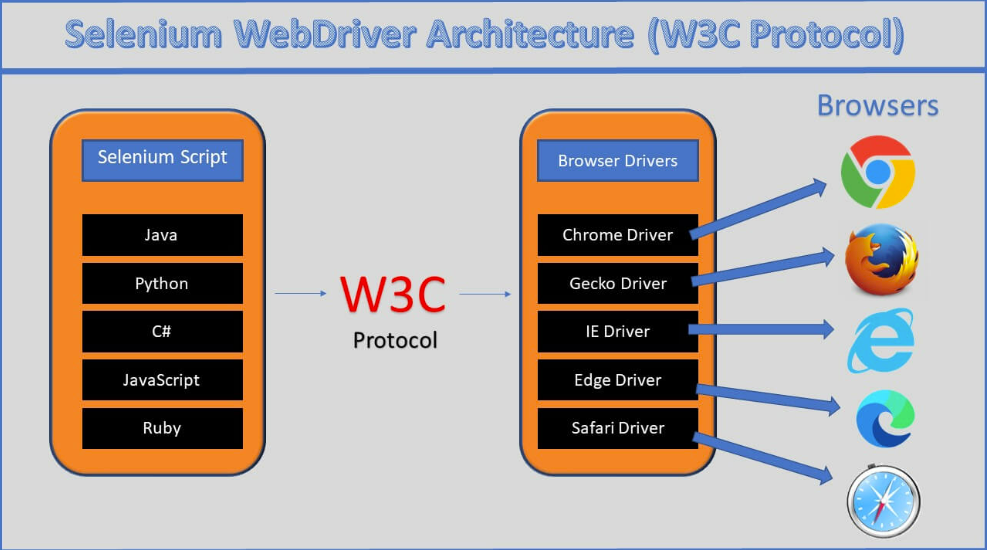 Selenium WebDriver Architecture (W3C Protocol)
Selenium Script
Java
Python
C#
JavaScript
Ruby
W3C
Protocol
Browser Drivers
Chrome Driver
Gecko Driver
IE Driver
Edge Driver
Safari Driver
Browsers